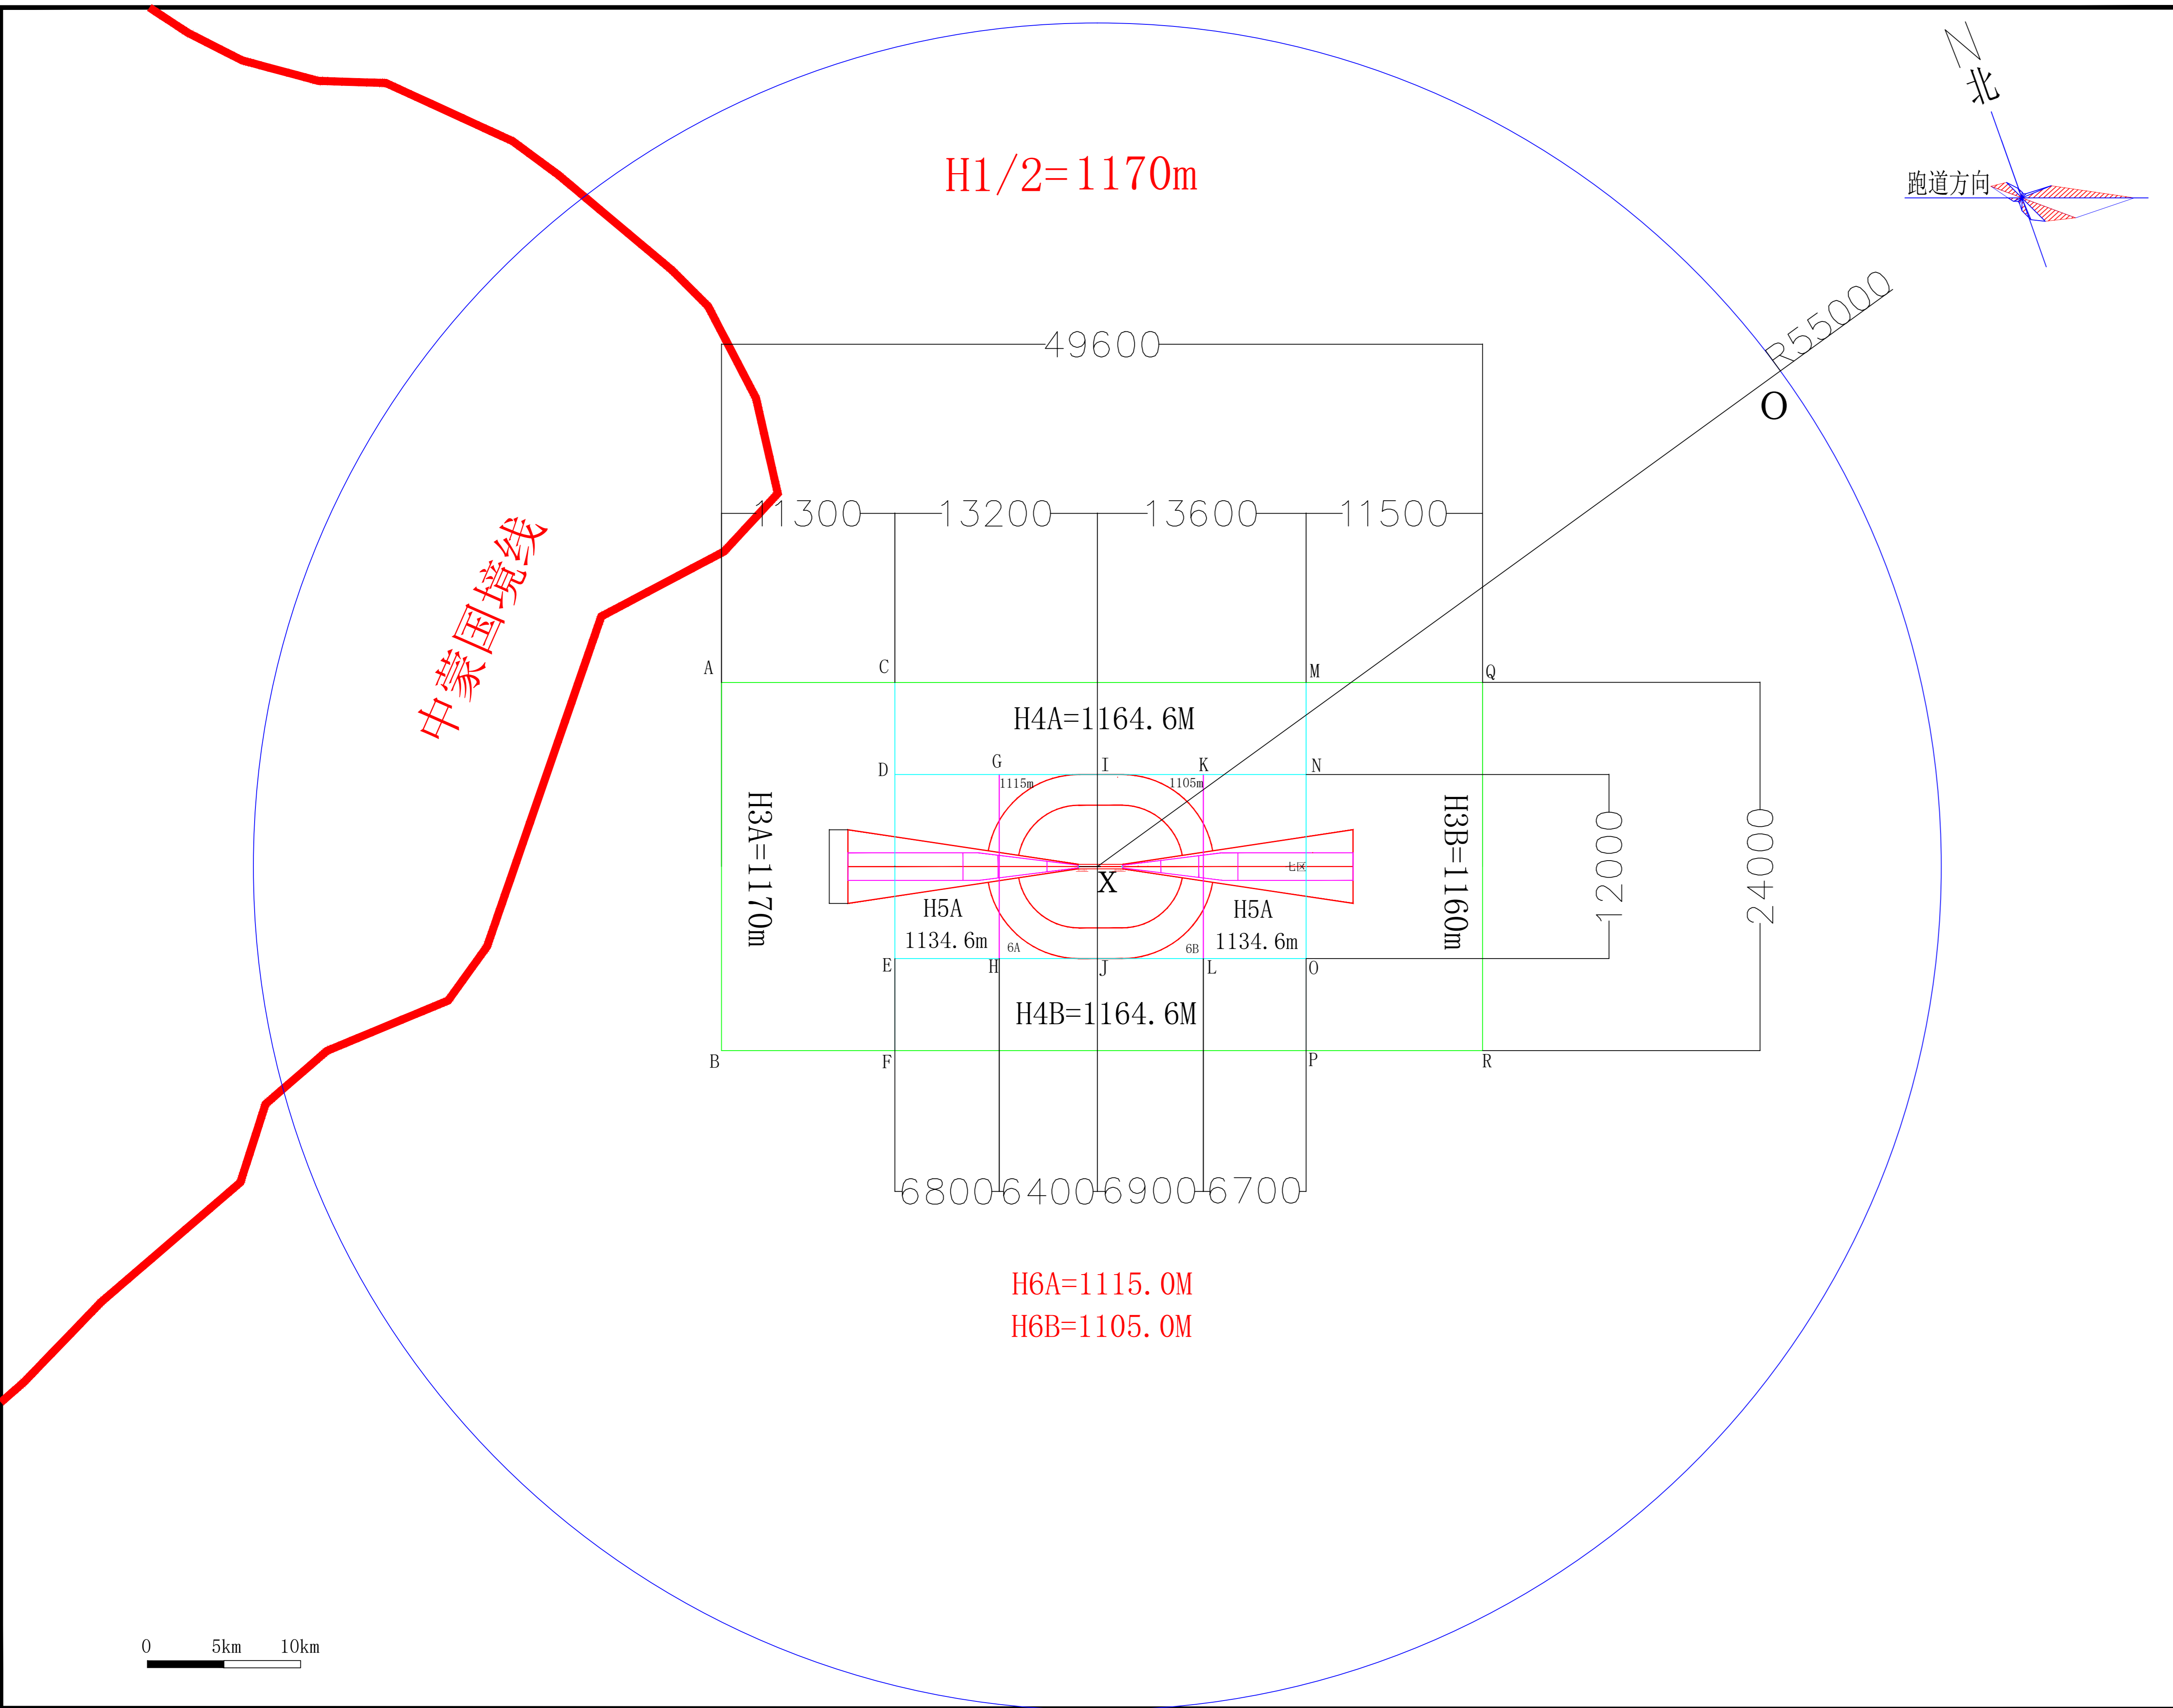 N
北
跑道方向
H1/2=1170m
R55000
O
49600
11300
13200
13600
11500
中蒙国境线
A
C
M
Q
H4A=1164.6M
D
G
I
K
N
1115m
1105m
H3A=1170m
H3B=1160m
12000
24000
七区
X
H5A
1134.6m
H5A
1134.6m
6A
6B
E
H
J
L
O
H4B=1164.6M
B
F
P
R
6800
6400
6900
6700
H6A=1115.0M
H6B=1105.0M
0
5km
10km